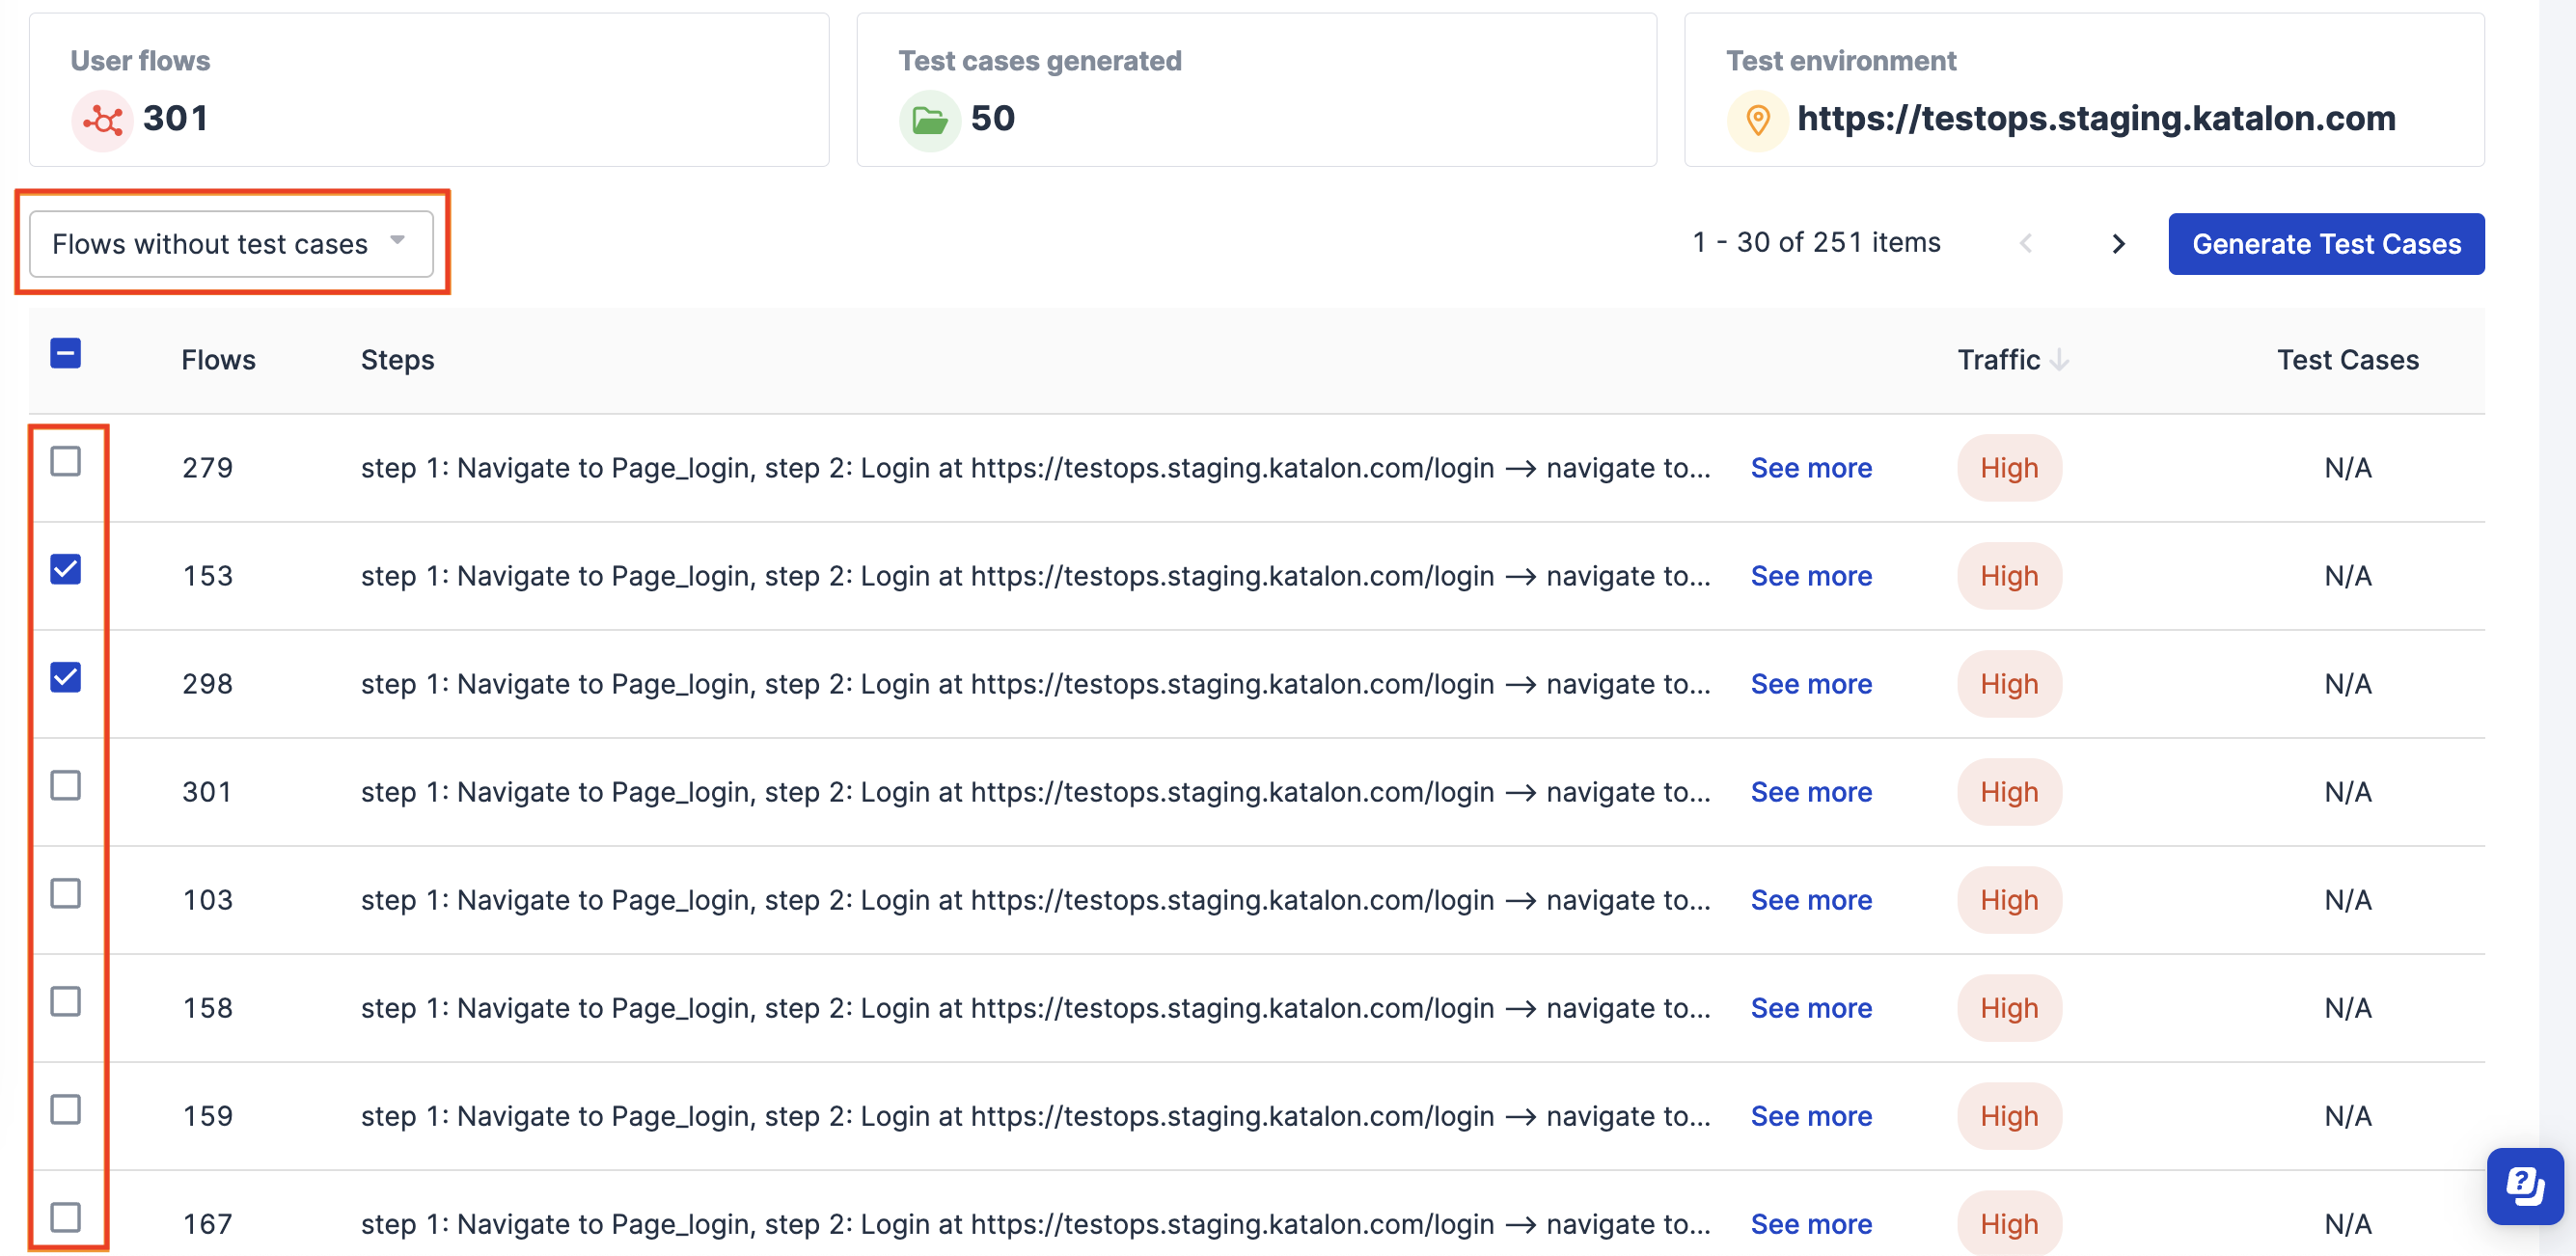 User flows
301
Test cases generated
50
Test environment
https://testops.staging.katalon.com
Flows without test cases
1 - 30 of 251 items
Generate Test Cases
Flows Steps Traffic Test Cases
279 step 1: Navigate to Page_login, step 2: Login at https://testops.staging.katalon.com/login → navigate to... See more High N/A
153 step 1: Navigate to Page_login, step 2: Login at https://testops.staging.katalon.com/login → navigate to... See more High N/A
298 step 1: Navigate to Page_login, step 2: Login at https://testops.staging.katalon.com/login → navigate to... See more High N/A
301 step 1: Navigate to Page_login, step 2: Login at https://testops.staging.katalon.com/login → navigate to... See more High N/A
103 step 1: Navigate to Page_login, step 2: Login at https://testops.staging.katalon.com/login → navigate to... See more High N/A
158 step 1: Navigate to Page_login, step 2: Login at https://testops.staging.katalon.com/login → navigate to... See more High N/A
159 step 1: Navigate to Page_login, step 2: Login at https://testops.staging.katalon.com/login → navigate to... See more High N/A
167 step 1: Navigate to Page_login, step 2: Login at https://testops.staging.katalon.com/login → navigate to... See more High N/A